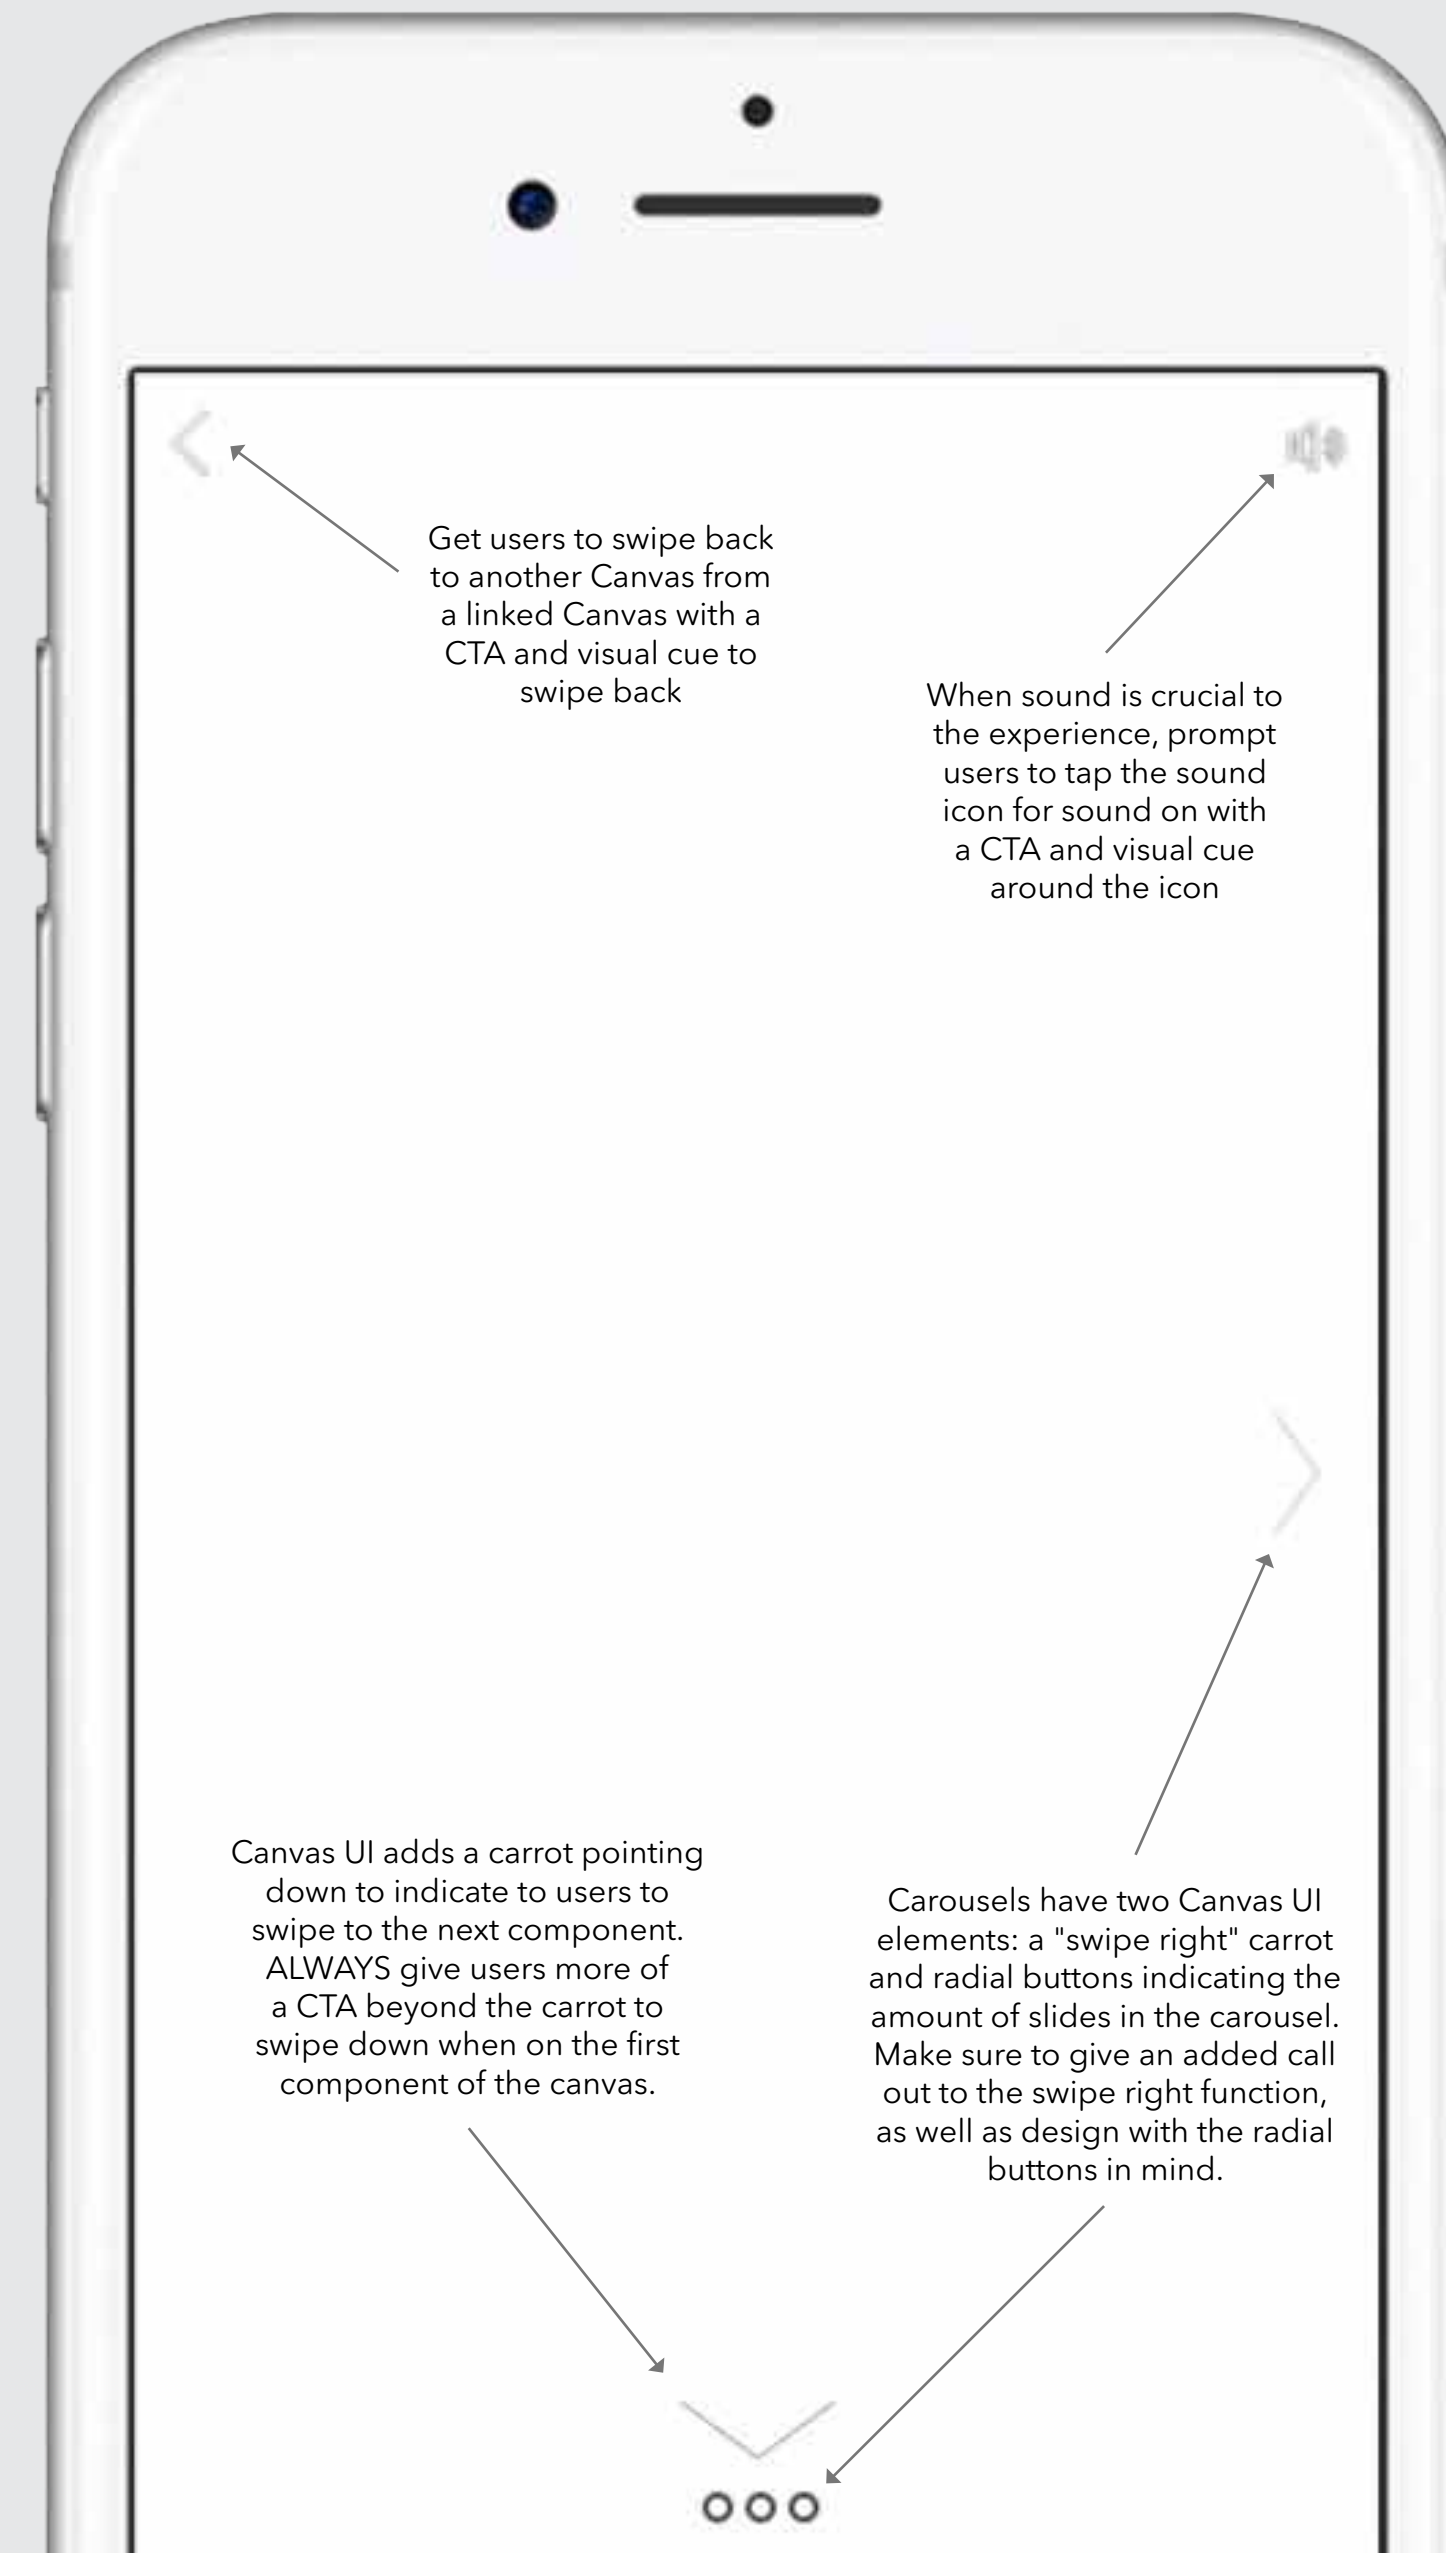 Get users to swipe back
to another Canvas from
a linked Canvas with a
CTA and visual cue to
swipe back
When sound is crucial to
the experience, prompt
users to tap the sound
icon for sound on with
a CTA and visual cue
around the icon
Canvas UI adds a carrot pointing
down to indicate to users to
swipe to the next component.
ALWAYS give users more of
a CTA beyond the carrot to
swipe down when on the first
component of the canvas.
Carousels have two Canvas UI
elements: a "swipe right" carrot
and radial buttons indicating the
amount of slides in the carousel.
Make sure to give an added call
out to the swipe right function,
as well as design with the radial
buttons in mind.